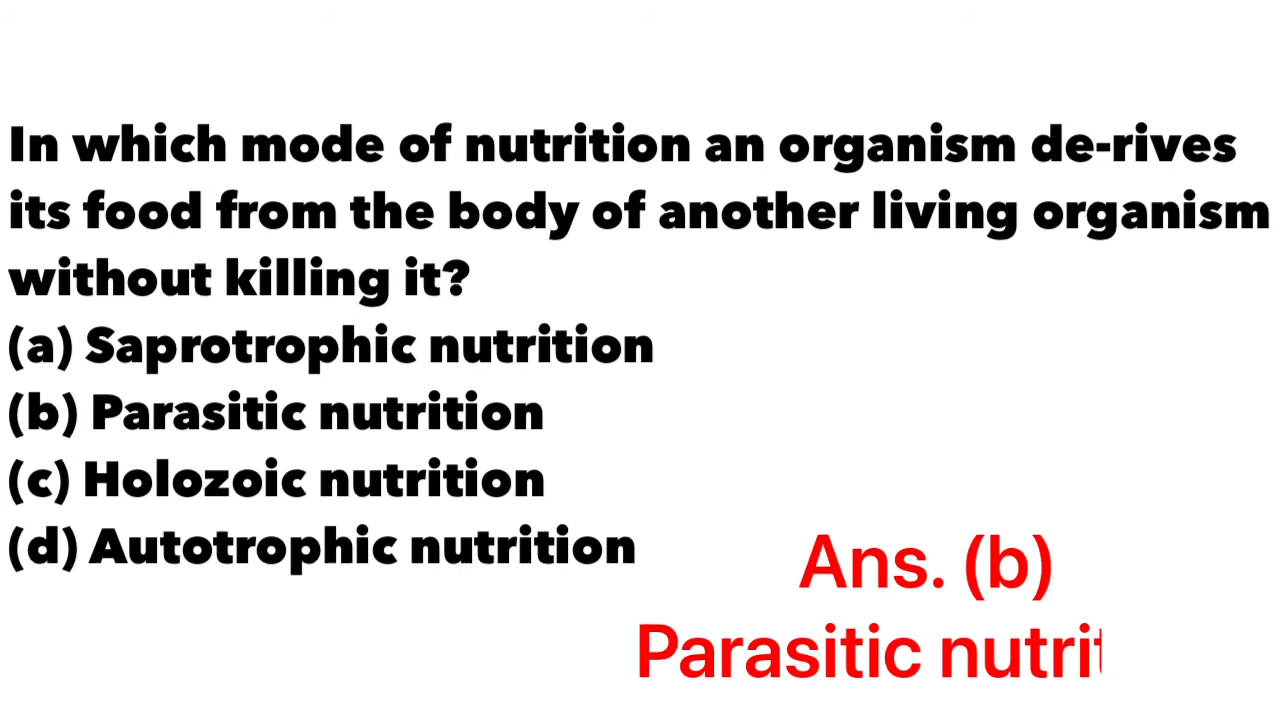 In which mode of nutrition an organism de-rives
its food from the body of another living organism
without killing it?
(a) Saprotrophic nutrition
(b) Parasitic nutrition
(c) Holozoic nutrition
(d) Autotrophic nutrition
Ans. (b)
Parasitic nutrit